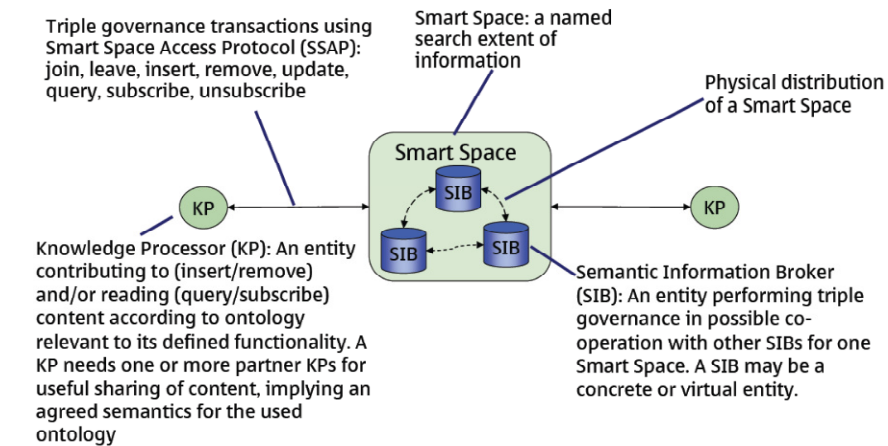 Triple governance transactions using
Smart Space Access Protocol (SSAP):
join, leave, insert, remove, update,
query, subscribe, unsubscribe
Smart Space: a named
search extent of
information
Physical distribution
of a Smart Space
Smart Space
SIB
KP
KP
SIB
SIB
Knowledge Processor (KP): An entity
contributing to (insert/remove)
and/or reading (query/subscribe)
content according to ontology
relevant to its defined functionality. A
KP needs one or more partner KPs for
useful sharing of content, implying an
agreed semantics for the used
ontology
Semantic Information Broker
(SIB): An entity performing triple
governance in possible co-
operation with other SIBs for one
Smart Space. A SIB may be a
concrete or virtual entity.